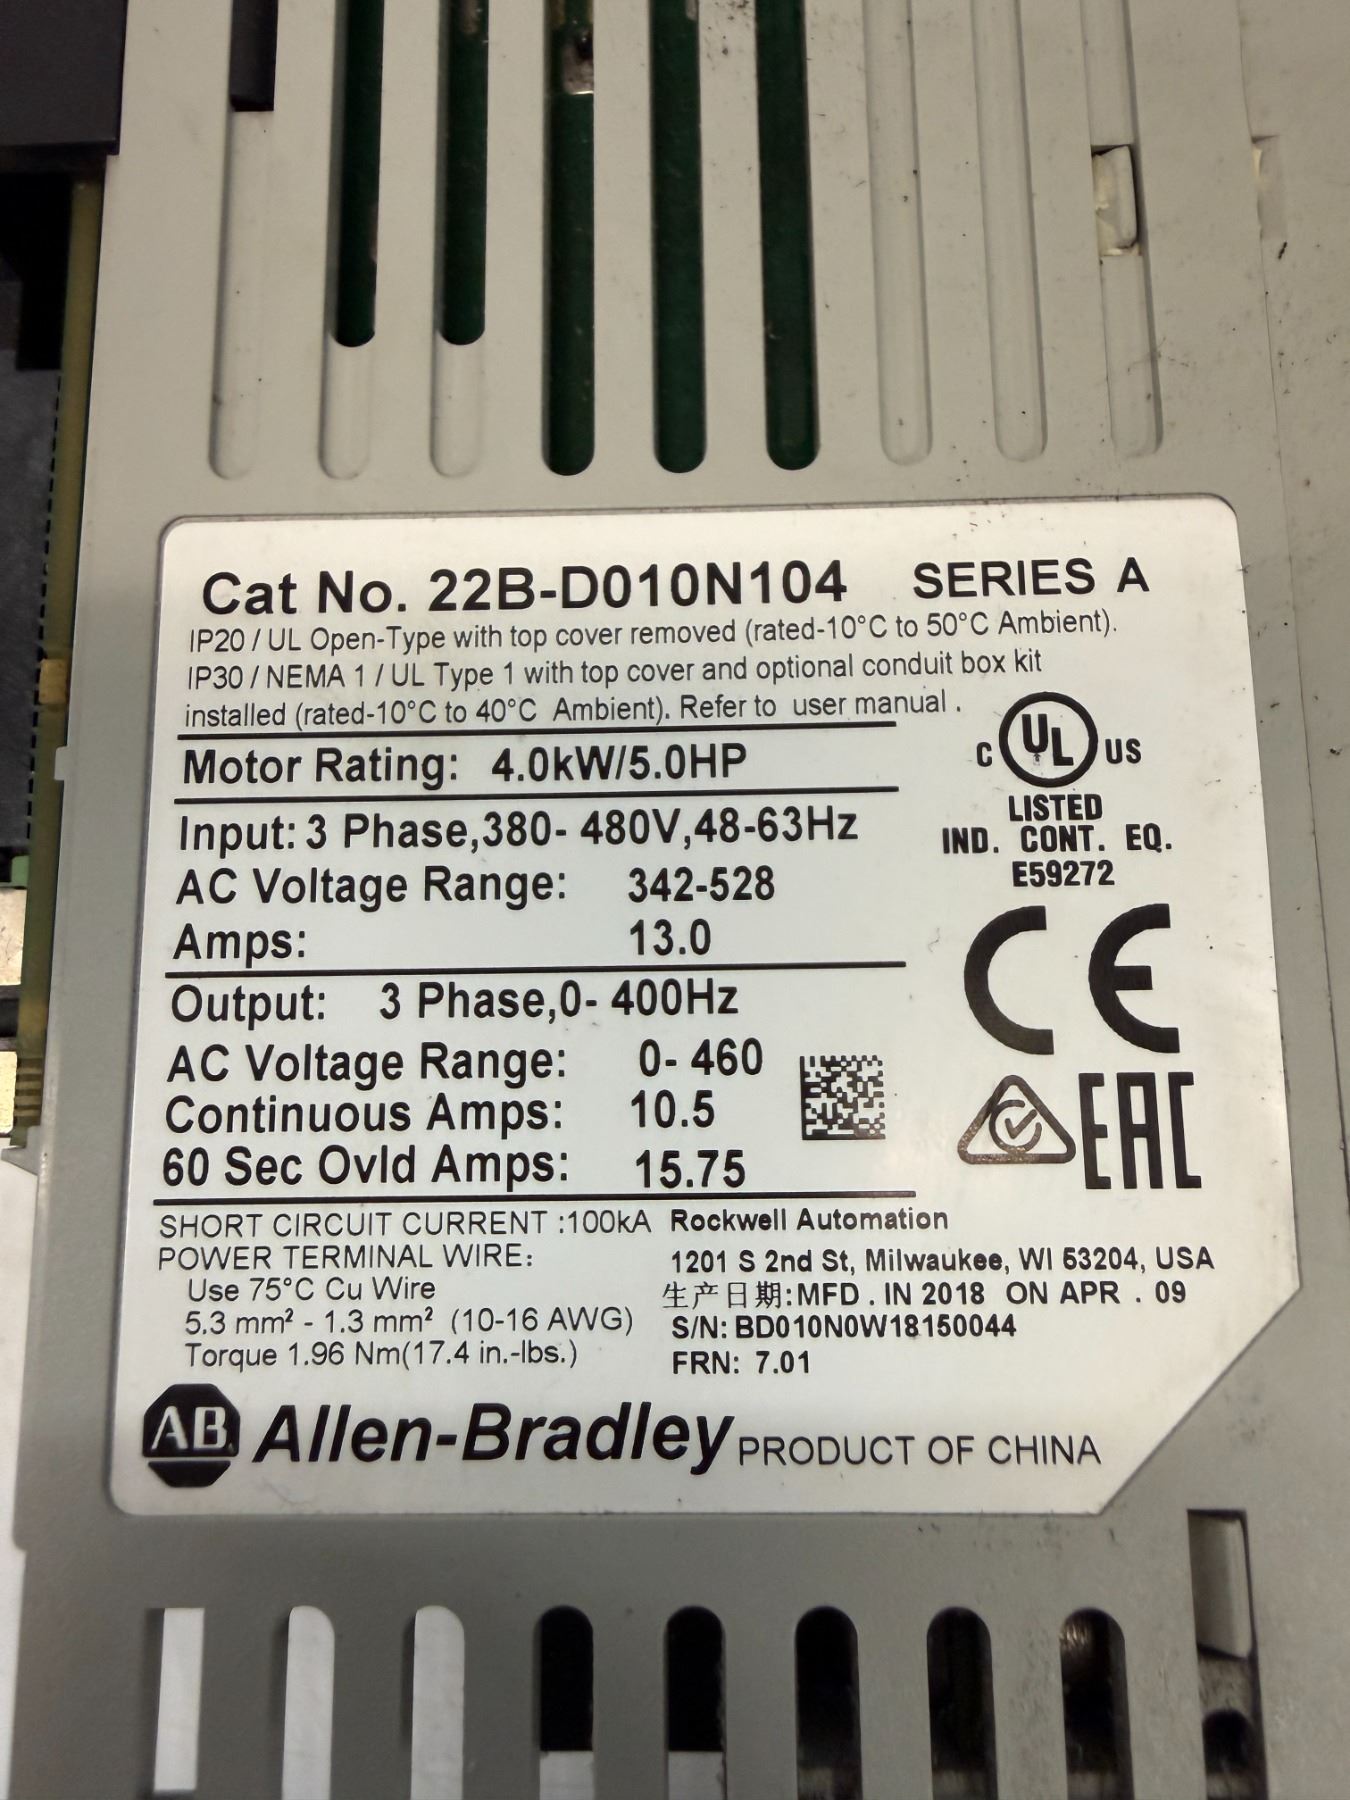 Cat No. 22B-D010N104 SERIES A
IP20 / UL Open-Type with top cover removed (rated-10°C to 50°C Ambient).
IP30 / NEMA 1 / UL Type 1 with top cover and optional conduit box kit
installed (rated-10°C to 40°C Ambient). Refer to user manual .
C UL US
LISTED
IND. CONT. EQ.
E59272
Motor Rating: 4.0kW/5.0HP
Input: 3 Phase,380- 480V,48-63Hz
AC Voltage Range: 342-528
Amps: 13.0
CE
Output: 3 Phase,0- 400Hz
AC Voltage Range: 0- 460
Continuous Amps: 10.5
60 Sec Ovld Amps: 15.75
EAC
SHORT CIRCUIT CURRENT :100kA
POWER TERMINAL WIRE:
Use 75°C Cu Wire
5.3 mm² - 1.3 mm² (10-16 AWG)
Torque 1.96 Nm(17.4 in.-lbs.)
Rockwell Automation
1201 S 2nd St, Milwaukee, WI 53204, USA
生产日期:MFD . IN 2018 ON APR . 09
S/N: BD010N0W18150044
FRN: 7.01
AB Allen-Bradley PRODUCT OF CHINA